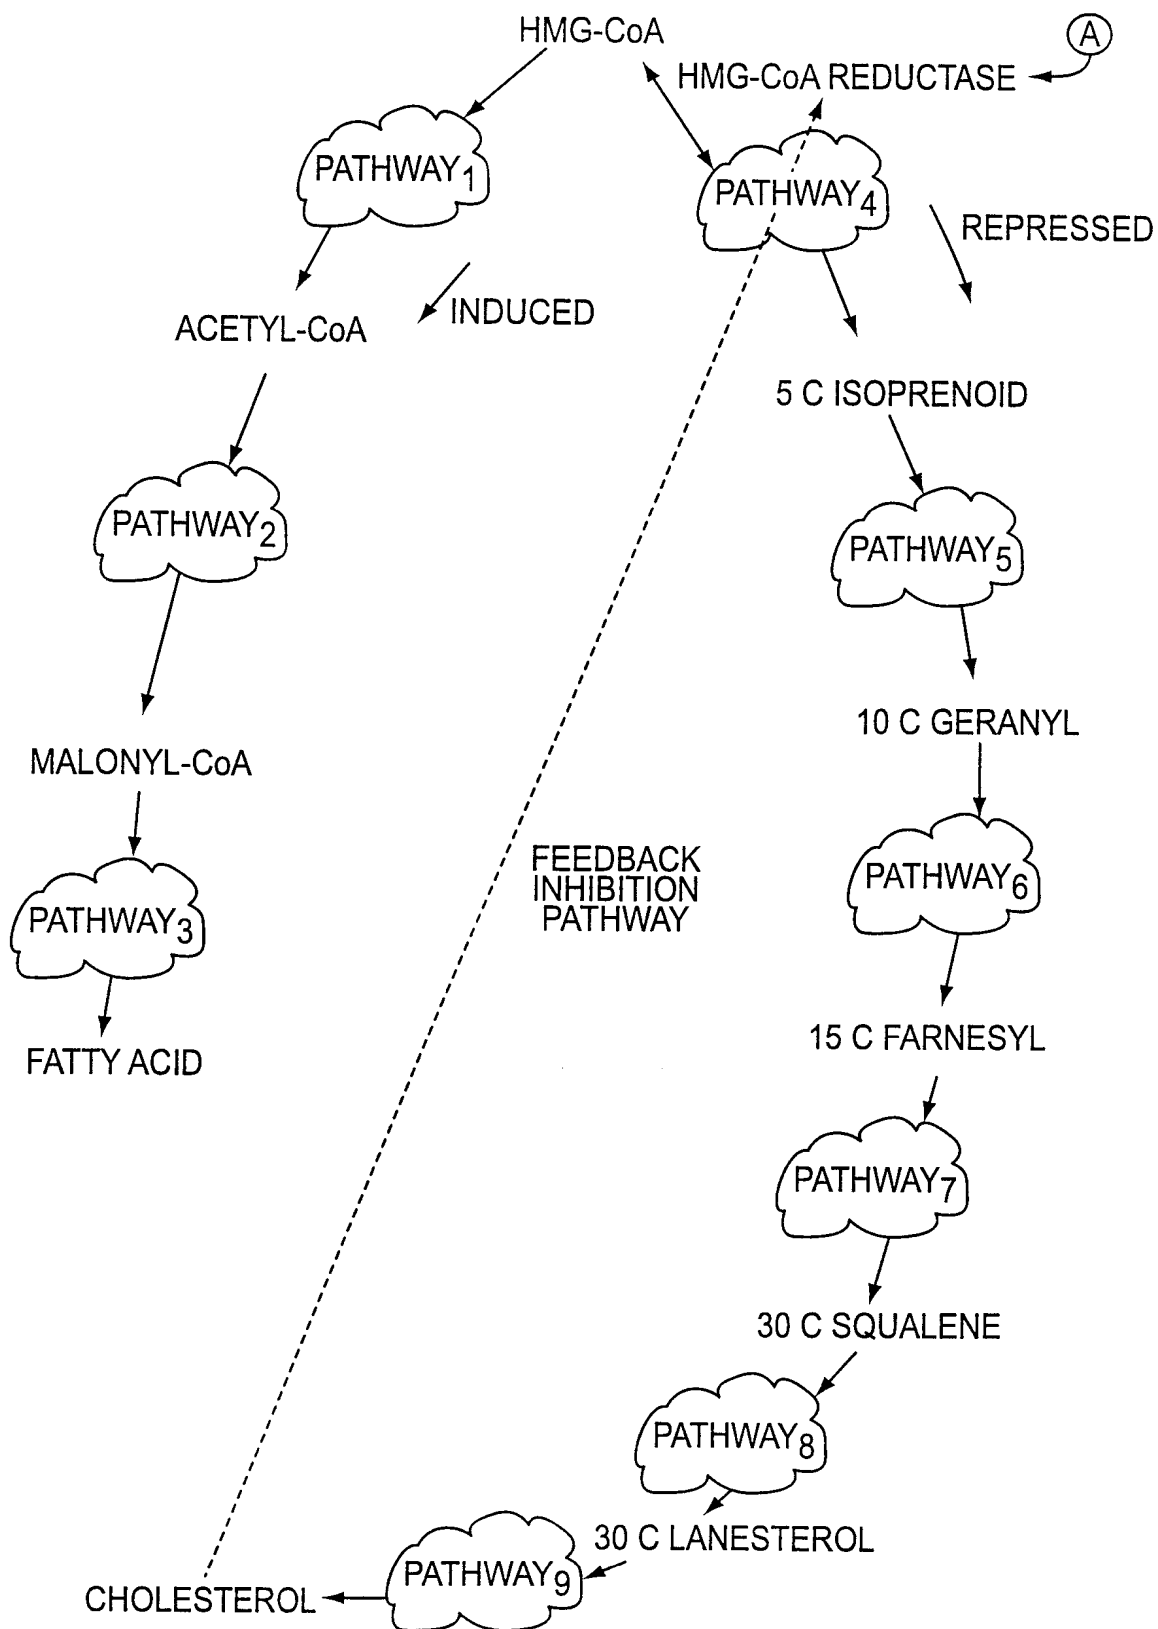 HMG-CoA
A
HMG-CoA REDUCTASE
PATHWAY1
PATHWAY4
REPRESSED
INDUCED
ACETYL-CoA
5 C ISOPRENOID
PATHWAY2
PATHWAY5
10 C GERANYL
MALONYL-CoA
FEEDBACK
INHIBITION
PATHWAY
PATHWAY6
PATHWAY3
15 C FARNESYL
FATTY ACID
PATHWAY7
30 C SQUALENE
PATHWAY8
30 C LANESTEROL
PATHWAY9
CHOLESTEROL